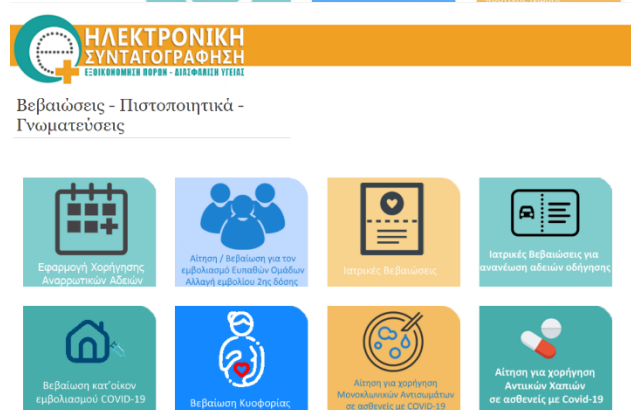 ΗΛΕΚΤΡΟΝΙΚΗ
ΣΥΝΤΑΓΟΓΡΑΦΗΣΗ
ΕΞΟΙΚΟΝΟΜΗΣΗ ΠΟΡΩΝ - ΔΙΑΣΦΑΛΙΣΗ ΥΓΕΙΑΣ
Βεβαιώσεις - Πιστοποιητικά -
Γνωματεύσεις
Εφαρμογή Χορήγησης
Αναρρωτικών Αδειών
Αίτηση / Βεβαίωση για τον
εμβολιασμό Ευπαθών Ομάδων
Αλλαγή εμβολίου 2ης δόσης
Ιατρικές Βεβαιώσεις
Ιατρικές Βεβαιώσεις για
ανανέωση αδειών οδήγησης
Βεβαίωση κατ'οίκον
εμβολιασμού COVID-19
Βεβαίωση Κυοφορίας
Αίτηση για χορήγηση
Μονοκλωνικών Αντισωμάτων
σε ασθενείς με COVID-19
Αίτηση για χορήγηση
Αντιικών Χαπιών
σε ασθενείς με Covid-19